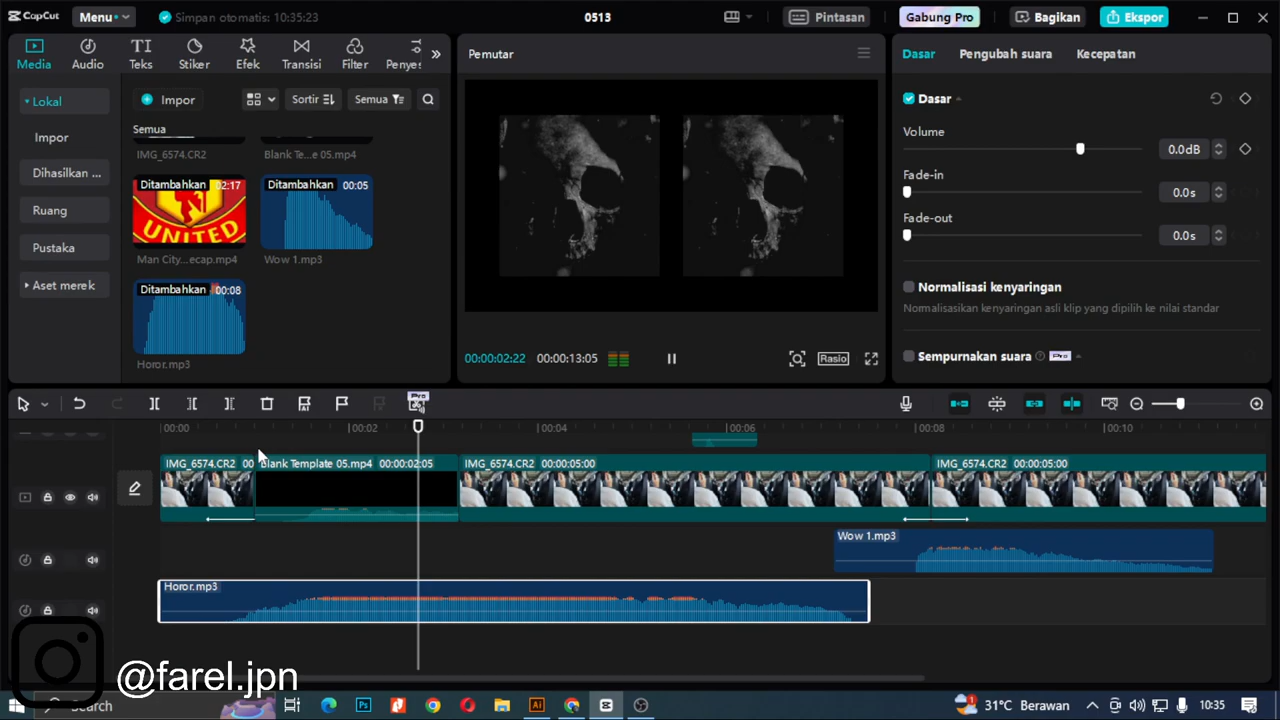 CapCut Menu Simpan otomatis: 10:35:23 0513 Pintasan Gabung Pro Bagikan Ekspor
Media Audio Teks Stiker Efek Transisi Filter Penye:
Lokal
Impor
Dihasilkan ...
Ruang
Pustaka
Aset merek
Impor Sortir Semua
Semua
IMG_6574.CR2 Blank Te...e 05.mp4
Ditambahkan 02:17 Ditambahkan 00:05
UNITED
Man City...ecap.mp4 Wow 1.mp3
Ditambahkan 00:08
Horor.mp3
Pemutar
00:00:02:22 00:00:13:05 Rasio
Dasar Pengubah suara Kecepatan
Dasar
Volume
0.0dB
Fade-in
0.0s
Fade-out
0.0s
Normalisasi kenyaringan
Normalisasikan kenyaringan asli klip yang dipilih ke nilai standar
Sempurnakan suara Pro
Pro
00:00 00:02 00:04 00:06 00:08 00:10
IMG_6574.CR2 00 Blank Template 05.mp4 00:00:02:05 IMG_6574.CR2 00:00:05:00 IMG_6574.CR2 00:00:05:00
Wow 1.mp3
Horor.mp3
@farel.jpn
Search 31°C Berawan 10:35